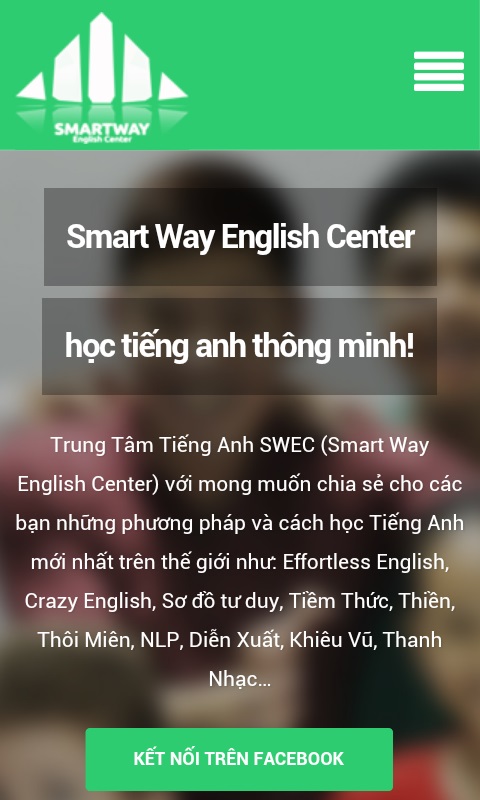 SMARTWAY
English Center
Smart Way English Center
học tiếng anh thông minh!
Trung Tâm Tiếng Anh SWEC (Smart Way
English Center) với mong muốn chia sẻ cho các
bạn những phương pháp và cách học Tiếng Anh
mới nhất trên thế giới như: Effortless English,
Crazy English, Sơ đồ tư duy, Tiềm Thức, Thiền,
Thôi Miên, NLP, Diễn Xuất, Khiêu Vũ, Thanh
Nhạc...
KẾT NỐI TRÊN FACEBOOK